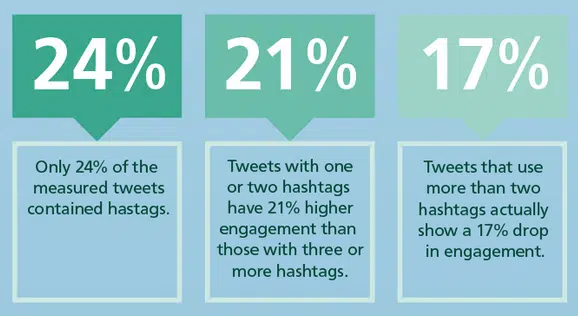 24%
21%
17%
Only 24% of the
measured tweets
contained hastags.
Tweets with one
or two hashtags
have 21% higher
engagement than
those with three or
more hashtags.
Tweets that use
more than two
hashtags actually
show a 17% drop
in engagement.